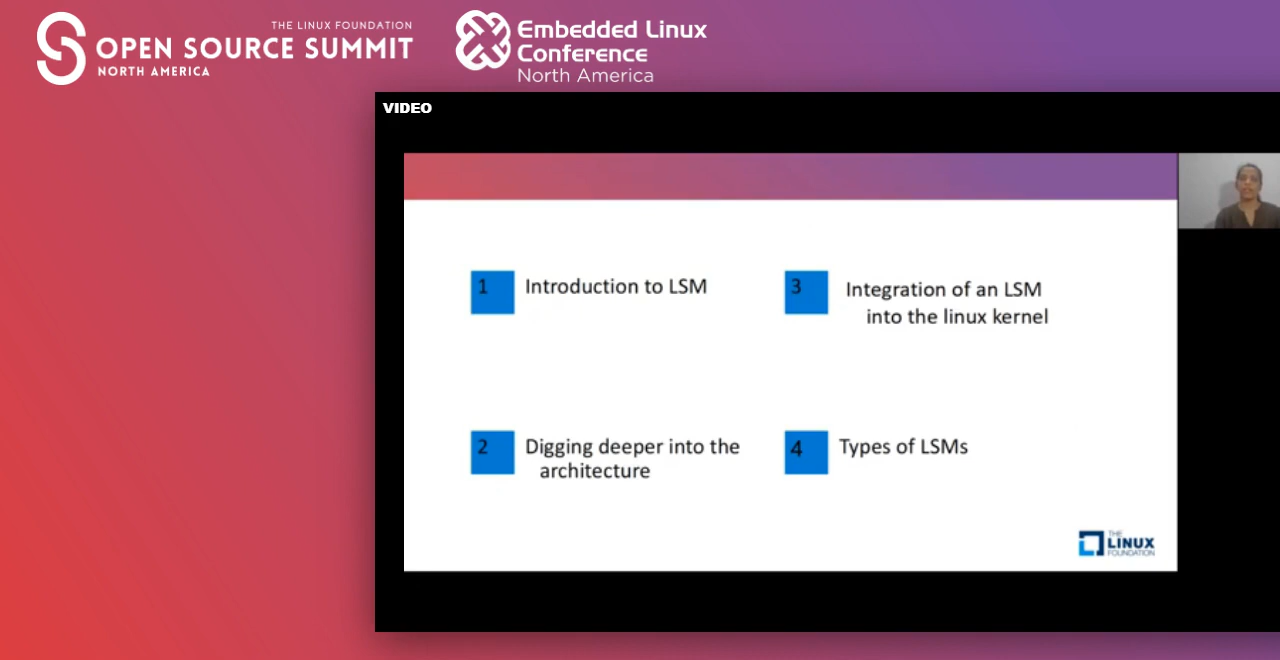 THE LINUX FOUNDATION
OPEN SOURCE SUMMIT
NORTH AMERICA
Embedded Linux
Conference
North America
VIDEO
1
Introduction to LSM
2
Digging deeper into the
architecture
3
Integration of an LSM
into the linux kernel
4
Types of LSMs
THE
LINUX
FOUNDATION